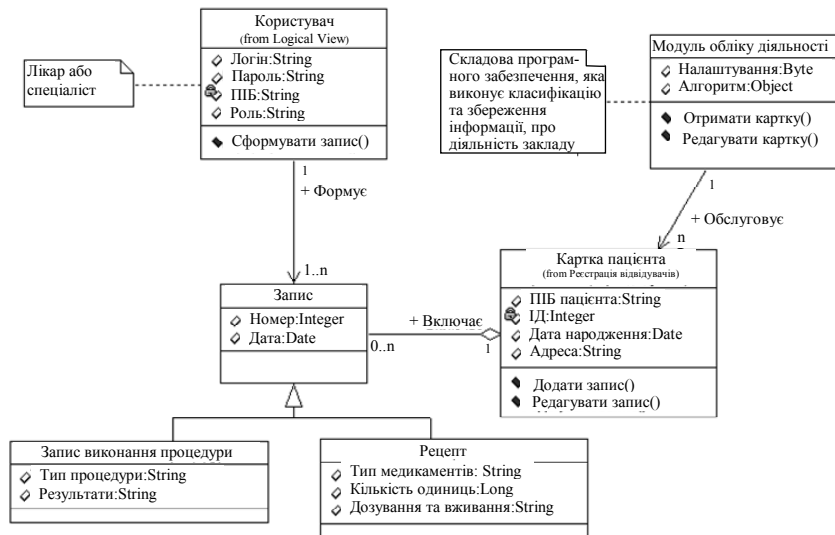 Користувач
(from Logical View)
Логін:String
Пароль:String
ПІБ:String
Роль:String
Сформувати запис()
Лікар або
спеціаліст
Складова програм-
ного забезпечення, яка
виконує класифікацію
та збереження
інформації, про
діяльність закладу
Модуль обліку діяльності
Налаштування:Byte
Алгоритм:Object
Отримати картку()
Редагувати картку()
1
+ Формує
1..n
1
+ Обслуговує
n
Запис
Номер:Integer
Дата:Date
+ Включає
0..n
1
Картка пацієнта
(from Реєстрація відвідувачів)
ПІБ пацієнта:String
ІД:Integer
Дата народження:Date
Адреса:String
Додати запис()
Редагувати запис()
Запис виконання процедури
Тип процедури:String
Результати:String
Рецепт
Тип медикаментів: String
Кількість одиниць:Long
Дозування та вживання:String